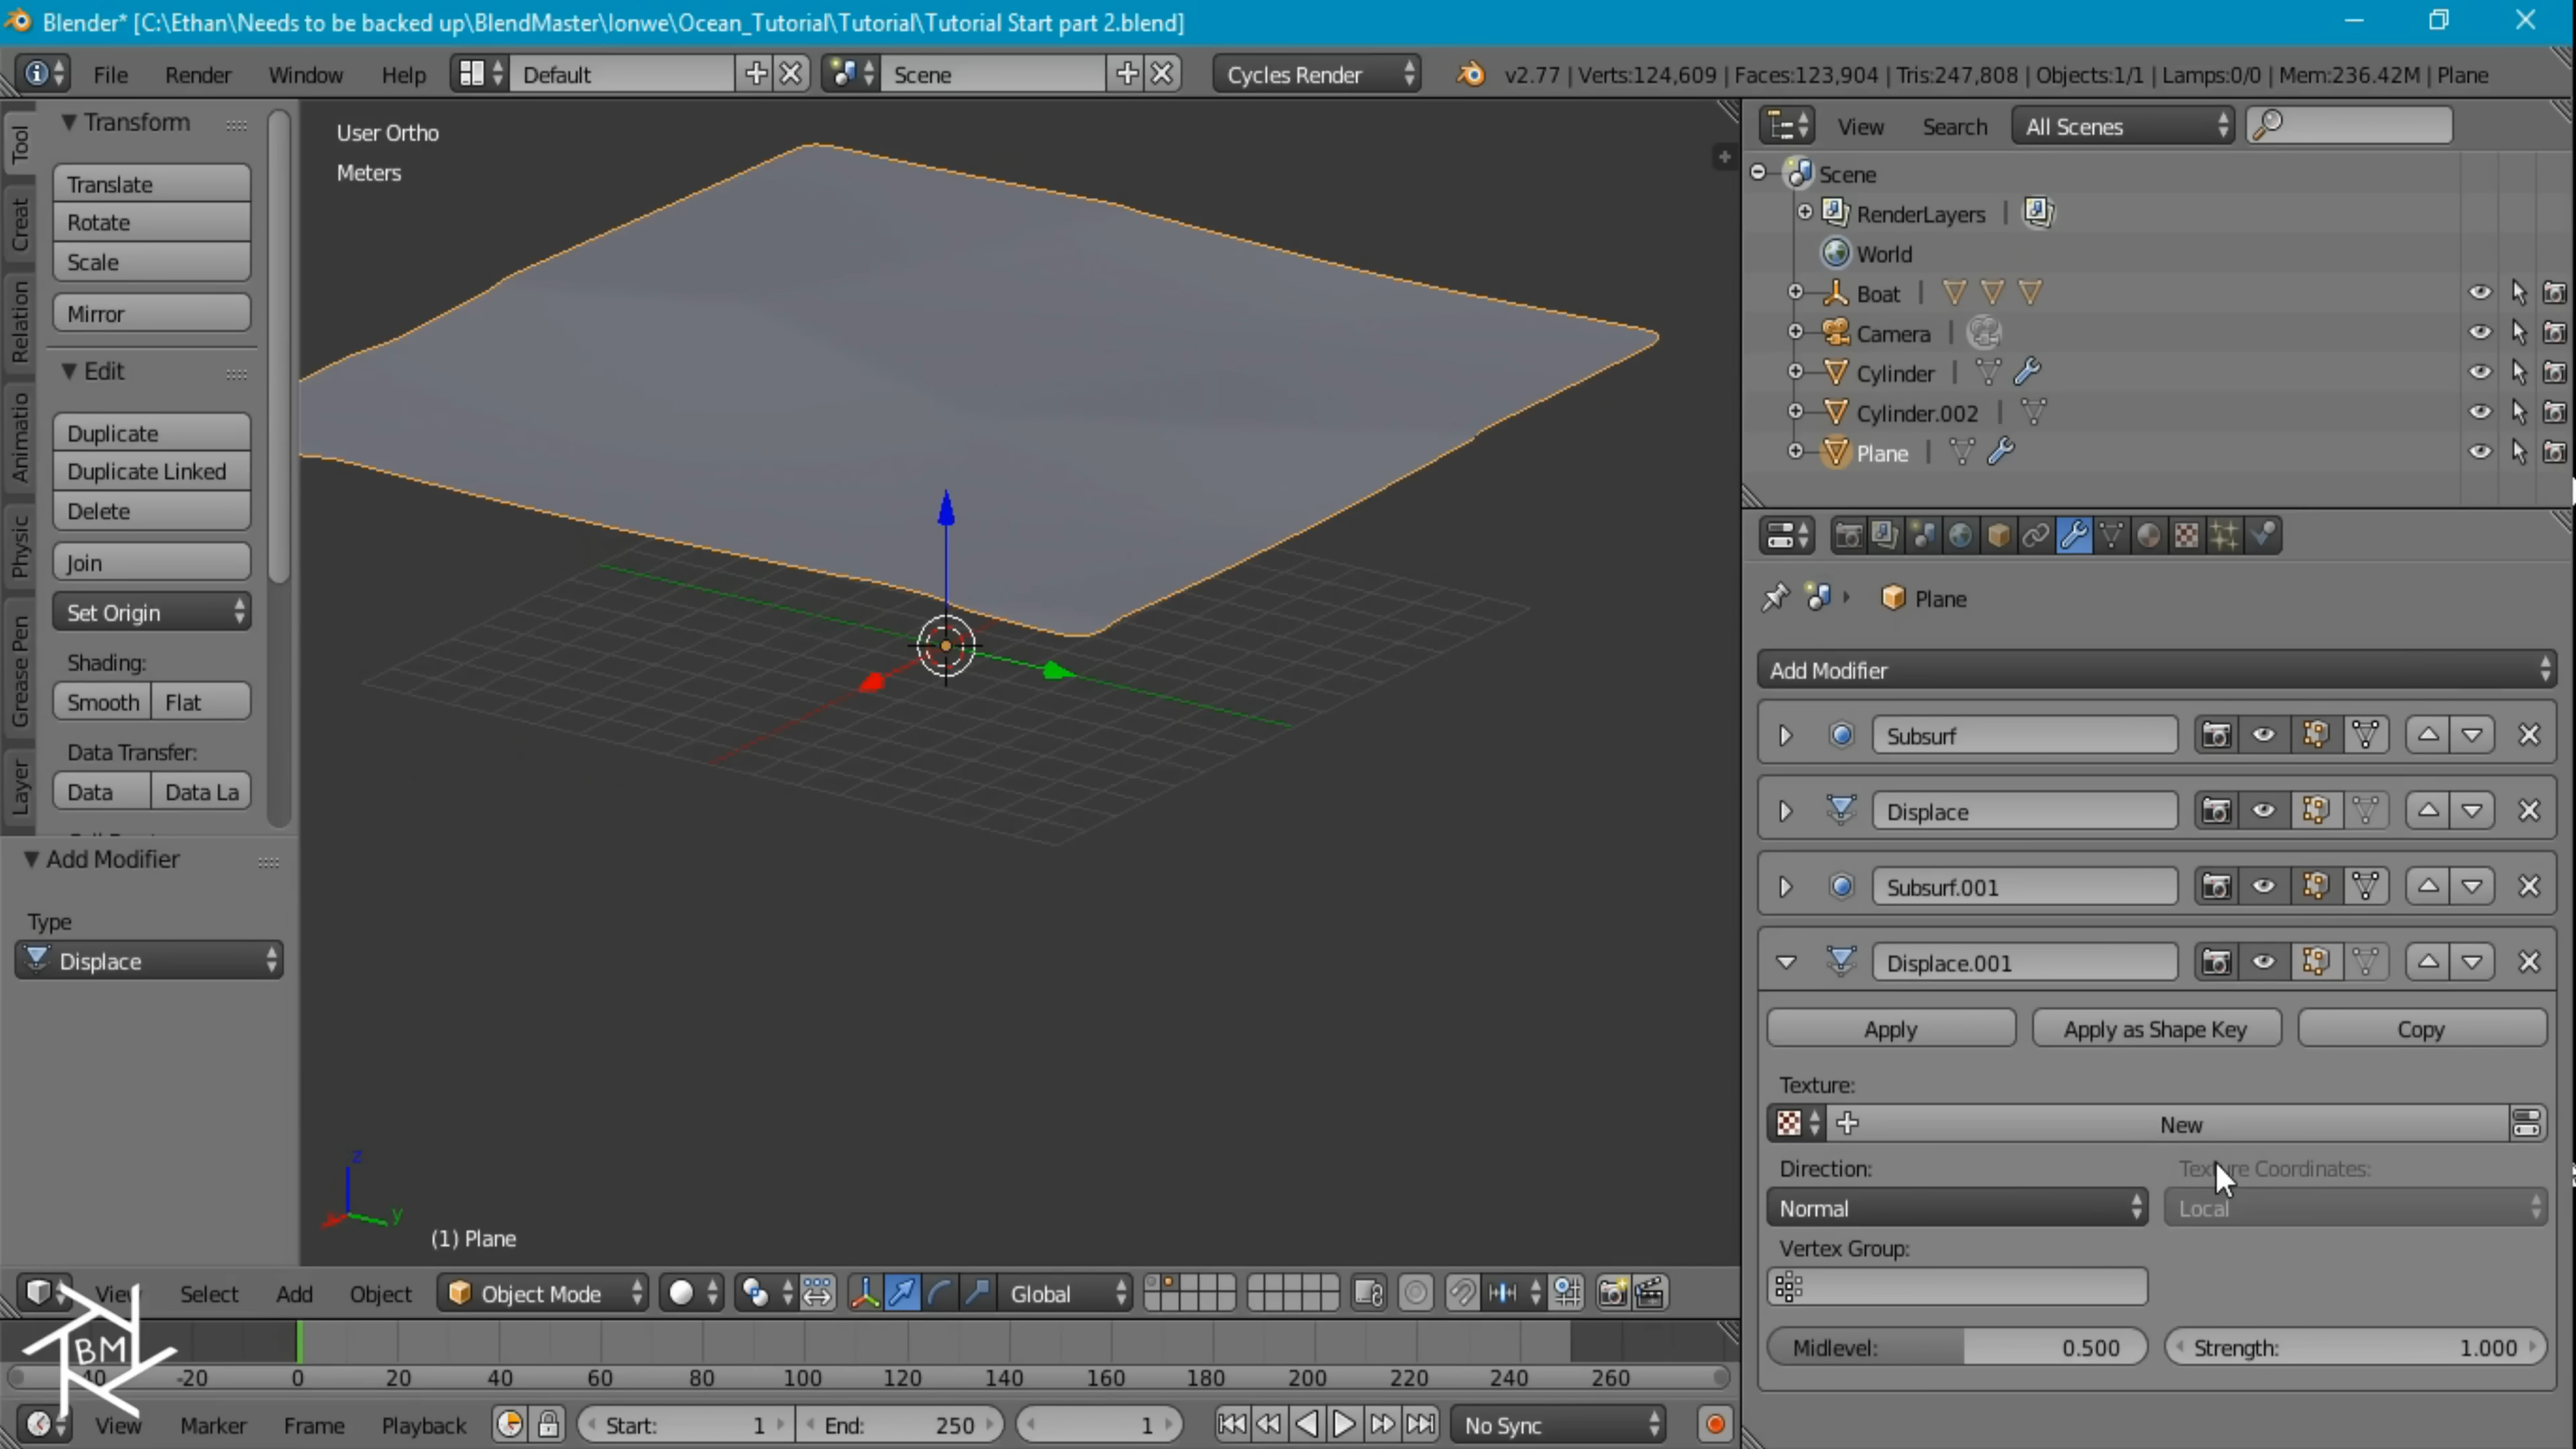 Blender* [C:\Ethan\Needs to be backed up\BlendMaster\Ionwe\Ocean_Tutorial\Tutorial\Tutorial Start part 2.blend]
File Render Window Help Default Scene Cycles Render v2.77 | Verts:124,609 | Faces:123,904 | Tris:247,808 | Objects:1/1 | Lamps:0/0 | Mem:236.42M | Plane
Tool
Creat
Relation
Animatio
Physic
Grease Pen
Layer
Transform
Translate
Rotate
Scale
Mirror
Edit
Duplicate
Duplicate Linked
Delete
Join
Set Origin
Shading:
Smooth Flat
Data Transfer:
Data Data La
Add Modifier
Type
Displace
User Ortho
Meters
z
y
(1) Plane
View Select Add Object Object Mode Global
BM
-20 0 20 40 60 80 100 120 140 160 180 200 220 240 260
View Marker Frame Playback Start: 1 End: 250 1 No Sync
View Search All Scenes
Scene
RenderLayers
World
Boat
Camera
Cylinder
Cylinder.002
Plane
Plane
Add Modifier
Subsurf
Displace
Subsurf.001
Displace.001
Apply Apply as Shape Key Copy
Texture:
New
Direction: Texture Coordinates:
Normal Local
Vertex Group:
Midlevel: 0.500 Strength: 1.000